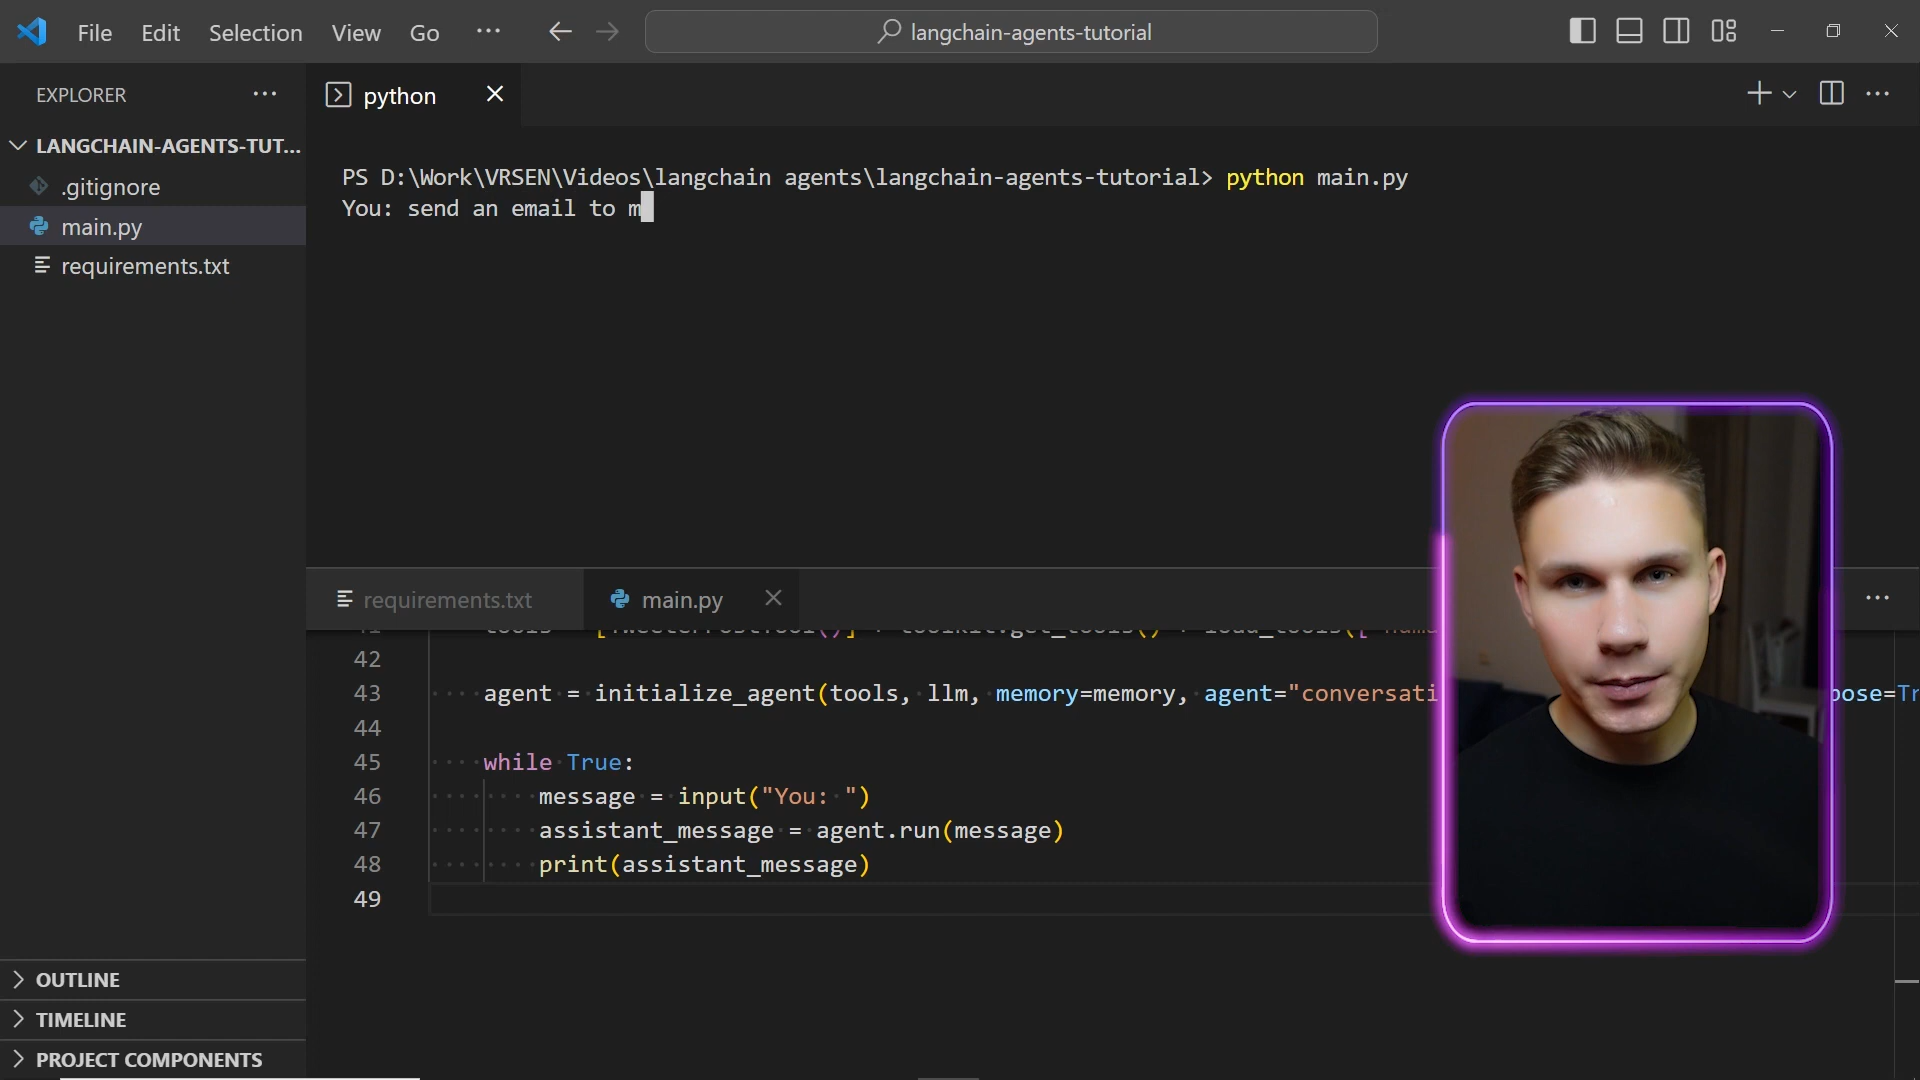 File Edit Selection View Go ···
langchain-agents-tutorial
EXPLORER ···
LANGCHAIN-AGENTS-TUT...
.gitignore
main.py
requirements.txt
OUTLINE
TIMELINE
PROJECT COMPONENTS
python
PS D:\Work\VRSEN\Videos\langchain agents\langchain-agents-tutorial> python main.py
You: send an email to m
requirements.txt main.py
42
43 agent = initialize_agent(tools, llm, memory=memory, agent="conversati bose=Tr
44
45 while True:
46 message = input("You: ")
47 assistant_message = agent.run(message)
48 print(assistant_message)
49